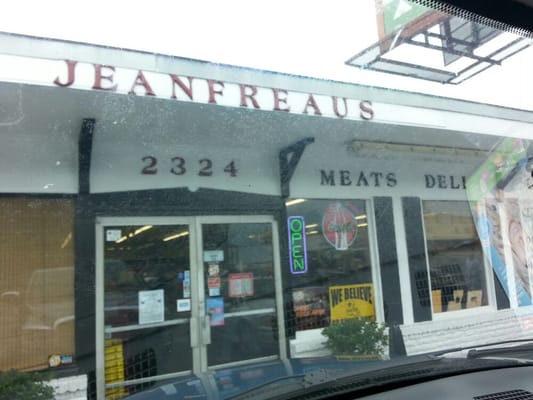 JEANFREAUS
2324
MEATS DELI
OPEN
WE BELIEVE